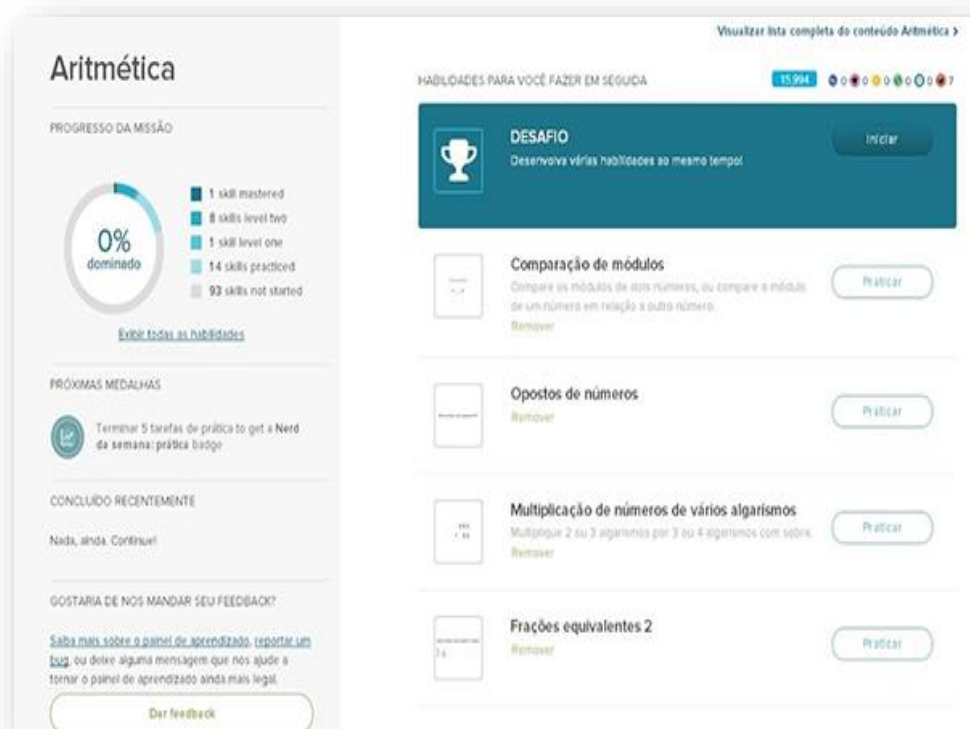 Visualizar lista completa do conteúdo Aritmética >
Aritmética
PROGRESSO DA MISSÃO
0%
dominado
1 skill mastered
8 skills level two
1 skill level one
14 skills practiced
93 skills not started
Exibir todas as habilidades
PRÓXIMAS MEDALHAS
Terminar 5 tarefas de prática to get a Nerd
da semana: prática badge
CONCLUÍDO RECENTEMENTE
Nada, ainda. Continue!
GOSTARIA DE NOS MANDAR SEU FEEDBACK?
Saiba mais sobre o painel de aprendizado, reportar um
bug, ou deixe alguma mensagem que nos ajude a
tornar o painel de aprendizado ainda mais legal.
Dar feedback
HABILIDADES PARA VOCÊ FAZER EM SEGUIDA
15,994 0 0 0 0 0 7
DESAFIO
Desenvolva várias habilidades ao mesmo tempo!
Iniciar
Comparação de módulos
Compare os módulos de dois números, ou compare o módulo
de um número em relação a outro número.
Remover
Praticar
Opostos de números
Remover
Praticar
Multiplicação de números de vários algarismos
Multiplique 2 ou 3 algarismos por 3 ou 4 algarismos com sobra.
Remover
Praticar
Frações equivalentes 2
Remover
Praticar